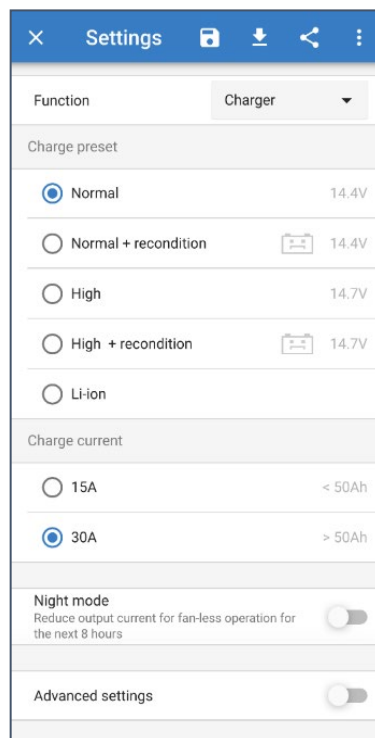 Settings
Function Charger
Charge preset
Normal 14.4V
Normal + recondition 14.4V
High 14.7V
High + recondition 14.7V
Li-ion
Charge current
15A < 50Ah
30A > 50Ah
Night mode
Reduce output current for fan-less operation for
the next 8 hours
Advanced settings